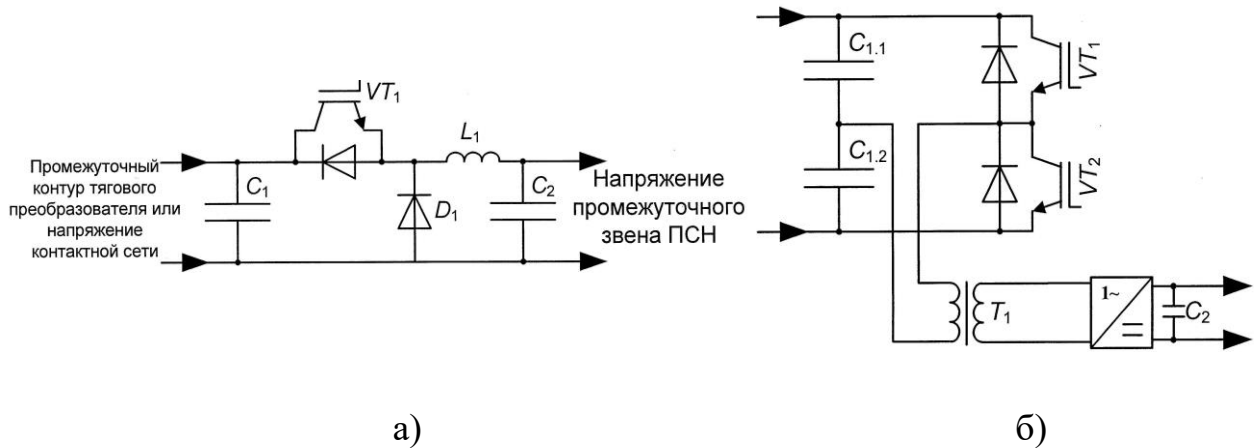 VT1
L1
C1
D1
C2
Промежуточный
контур тягового
преобразователя или
напряжение
контактной сети
Напряжение
промежуточного
звена ПСН
C1.1
C1.2
VT1
VT2
T1
1~
=
C2
а)
б)